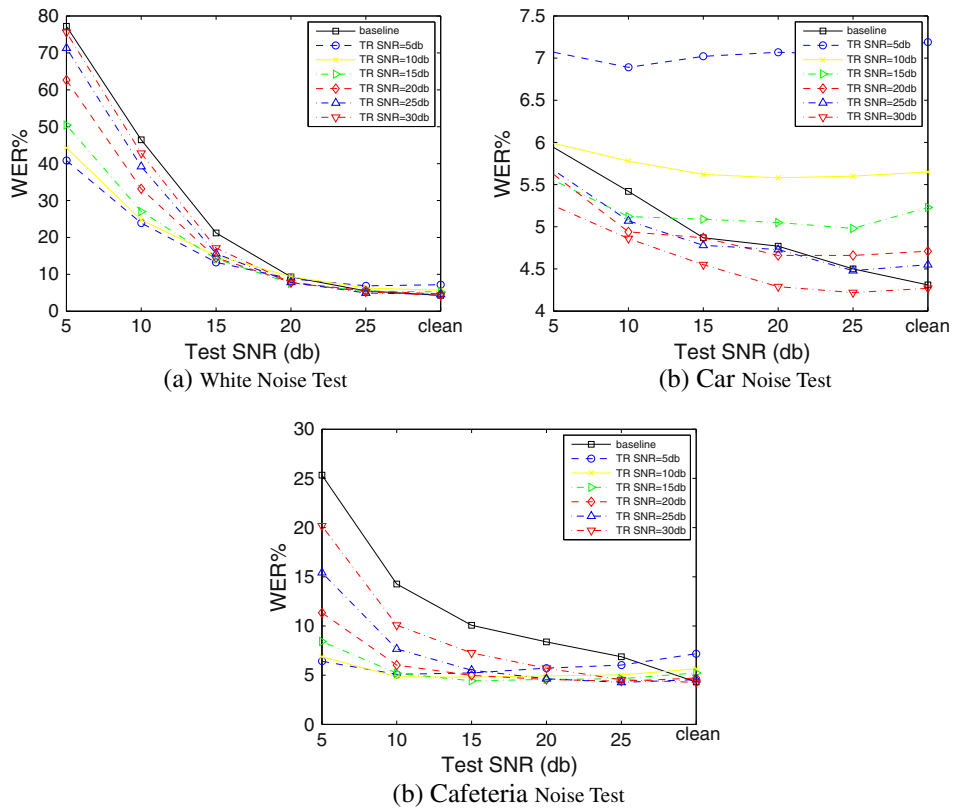 80
70
60
50
40
30
20
10
0
WER%
baseline
TR SNR=5db
TR SNR=10db
TR SNR=15db
TR SNR=20db
TR SNR=25db
TR SNR=30db
5 10 15 20 25 clean
Test SNR (db)
(a) White Noise Test
7.5
7
6.5
6
5.5
5
4.5
4
WER%
baseline
TR SNR=5db
TR SNR=10db
TR SNR=15db
TR SNR=20db
TR SNR=25db
TR SNR=30db
5 10 15 20 25 clean
Test SNR (db)
(b) Car Noise Test
30
25
20
15
10
5
0
WER%
baseline
TR SNR=5db
TR SNR=10db
TR SNR=15db
TR SNR=20db
TR SNR=25db
TR SNR=30db
5 10 15 20 25 clean
Test SNR (db)
(b) Cafeteria Noise Test